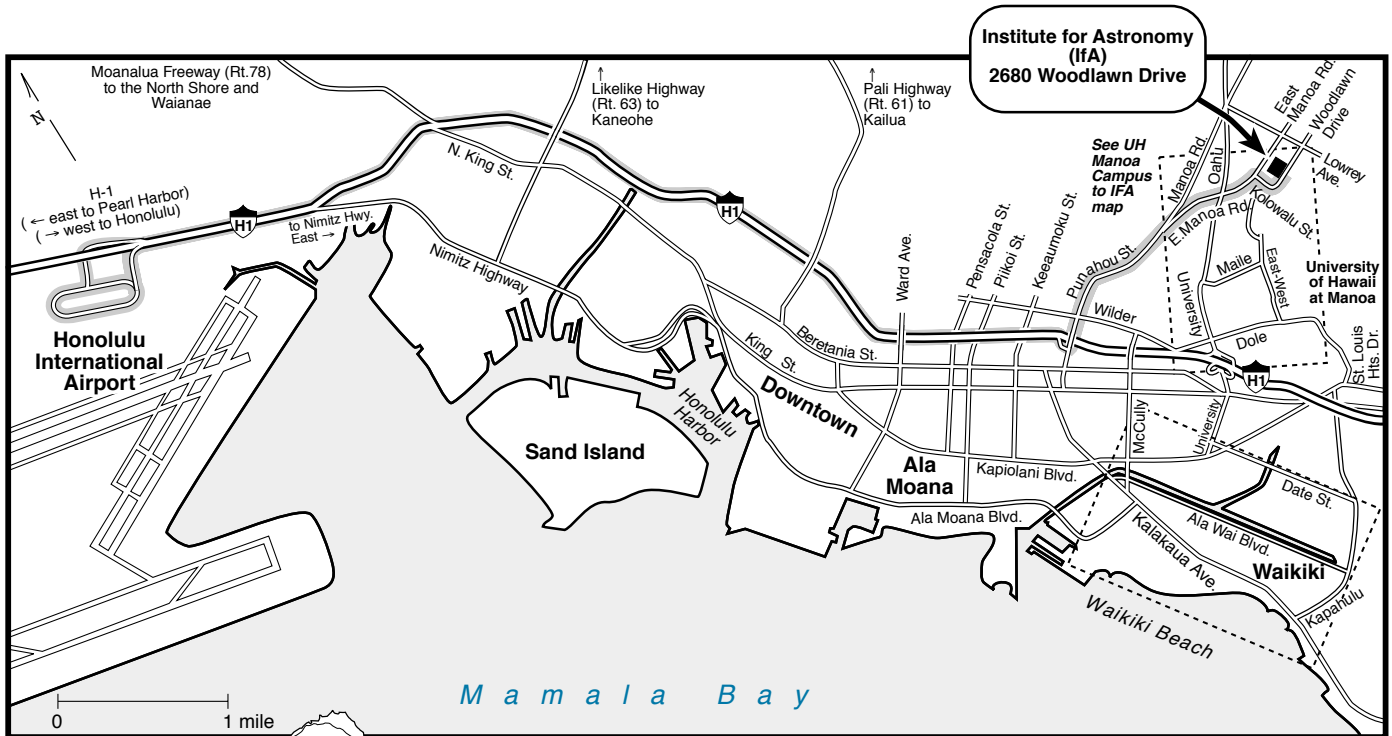 Institute for Astronomy
(IfA)
2680 Woodlawn Drive
Moanalua Freeway (Rt.78)
to the North Shore and
Waianae
↑
Likelike Highway
(Rt. 63) to
Kaneohe
↑
Pali Highway
(Rt. 61) to
Kailua
N
East
Manoa Rd.
Woodlawn
Drive
See UH
Manoa
Campus
to IFA
map
Manoa Rd.
Oahu
Lowrey
Ave.
N. King St.
H-1
( ← east to Pearl Harbor)
( → west to Honolulu)
H1
to Nimitz Hwy.
East →
H1
Nimitz Highway
Ward Ave.
Pensacola St.
Piikoi St.
Keeaumoku St.
Punahou St.
E.Manoa Rd.
Kolowalu St.
Maile
East-West
University
of Hawaii
at Manoa
University
Wilder
Dole
St. Louis
Hts. Dr.
H1
Honolulu
International
Airport
Beretania St.
King St.
Downtown
Honolulu
Harbor
Sand Island
McCully
University
Ala
Moana
Kapiolani Blvd.
Date St.
Ala Moana Blvd.
Kalakaua Ave.
Ala Wai Blvd.
Waikiki
Kapahulu
Waikiki Beach
Mamala Bay
0
1 mile